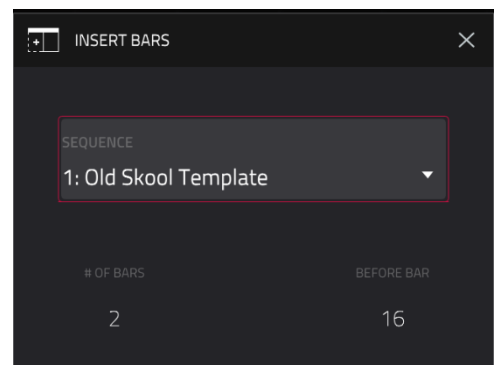 INSERT BARS
SEQUENCE
1: Old Skool Template
# OF BARS BEFORE BAR
2 16